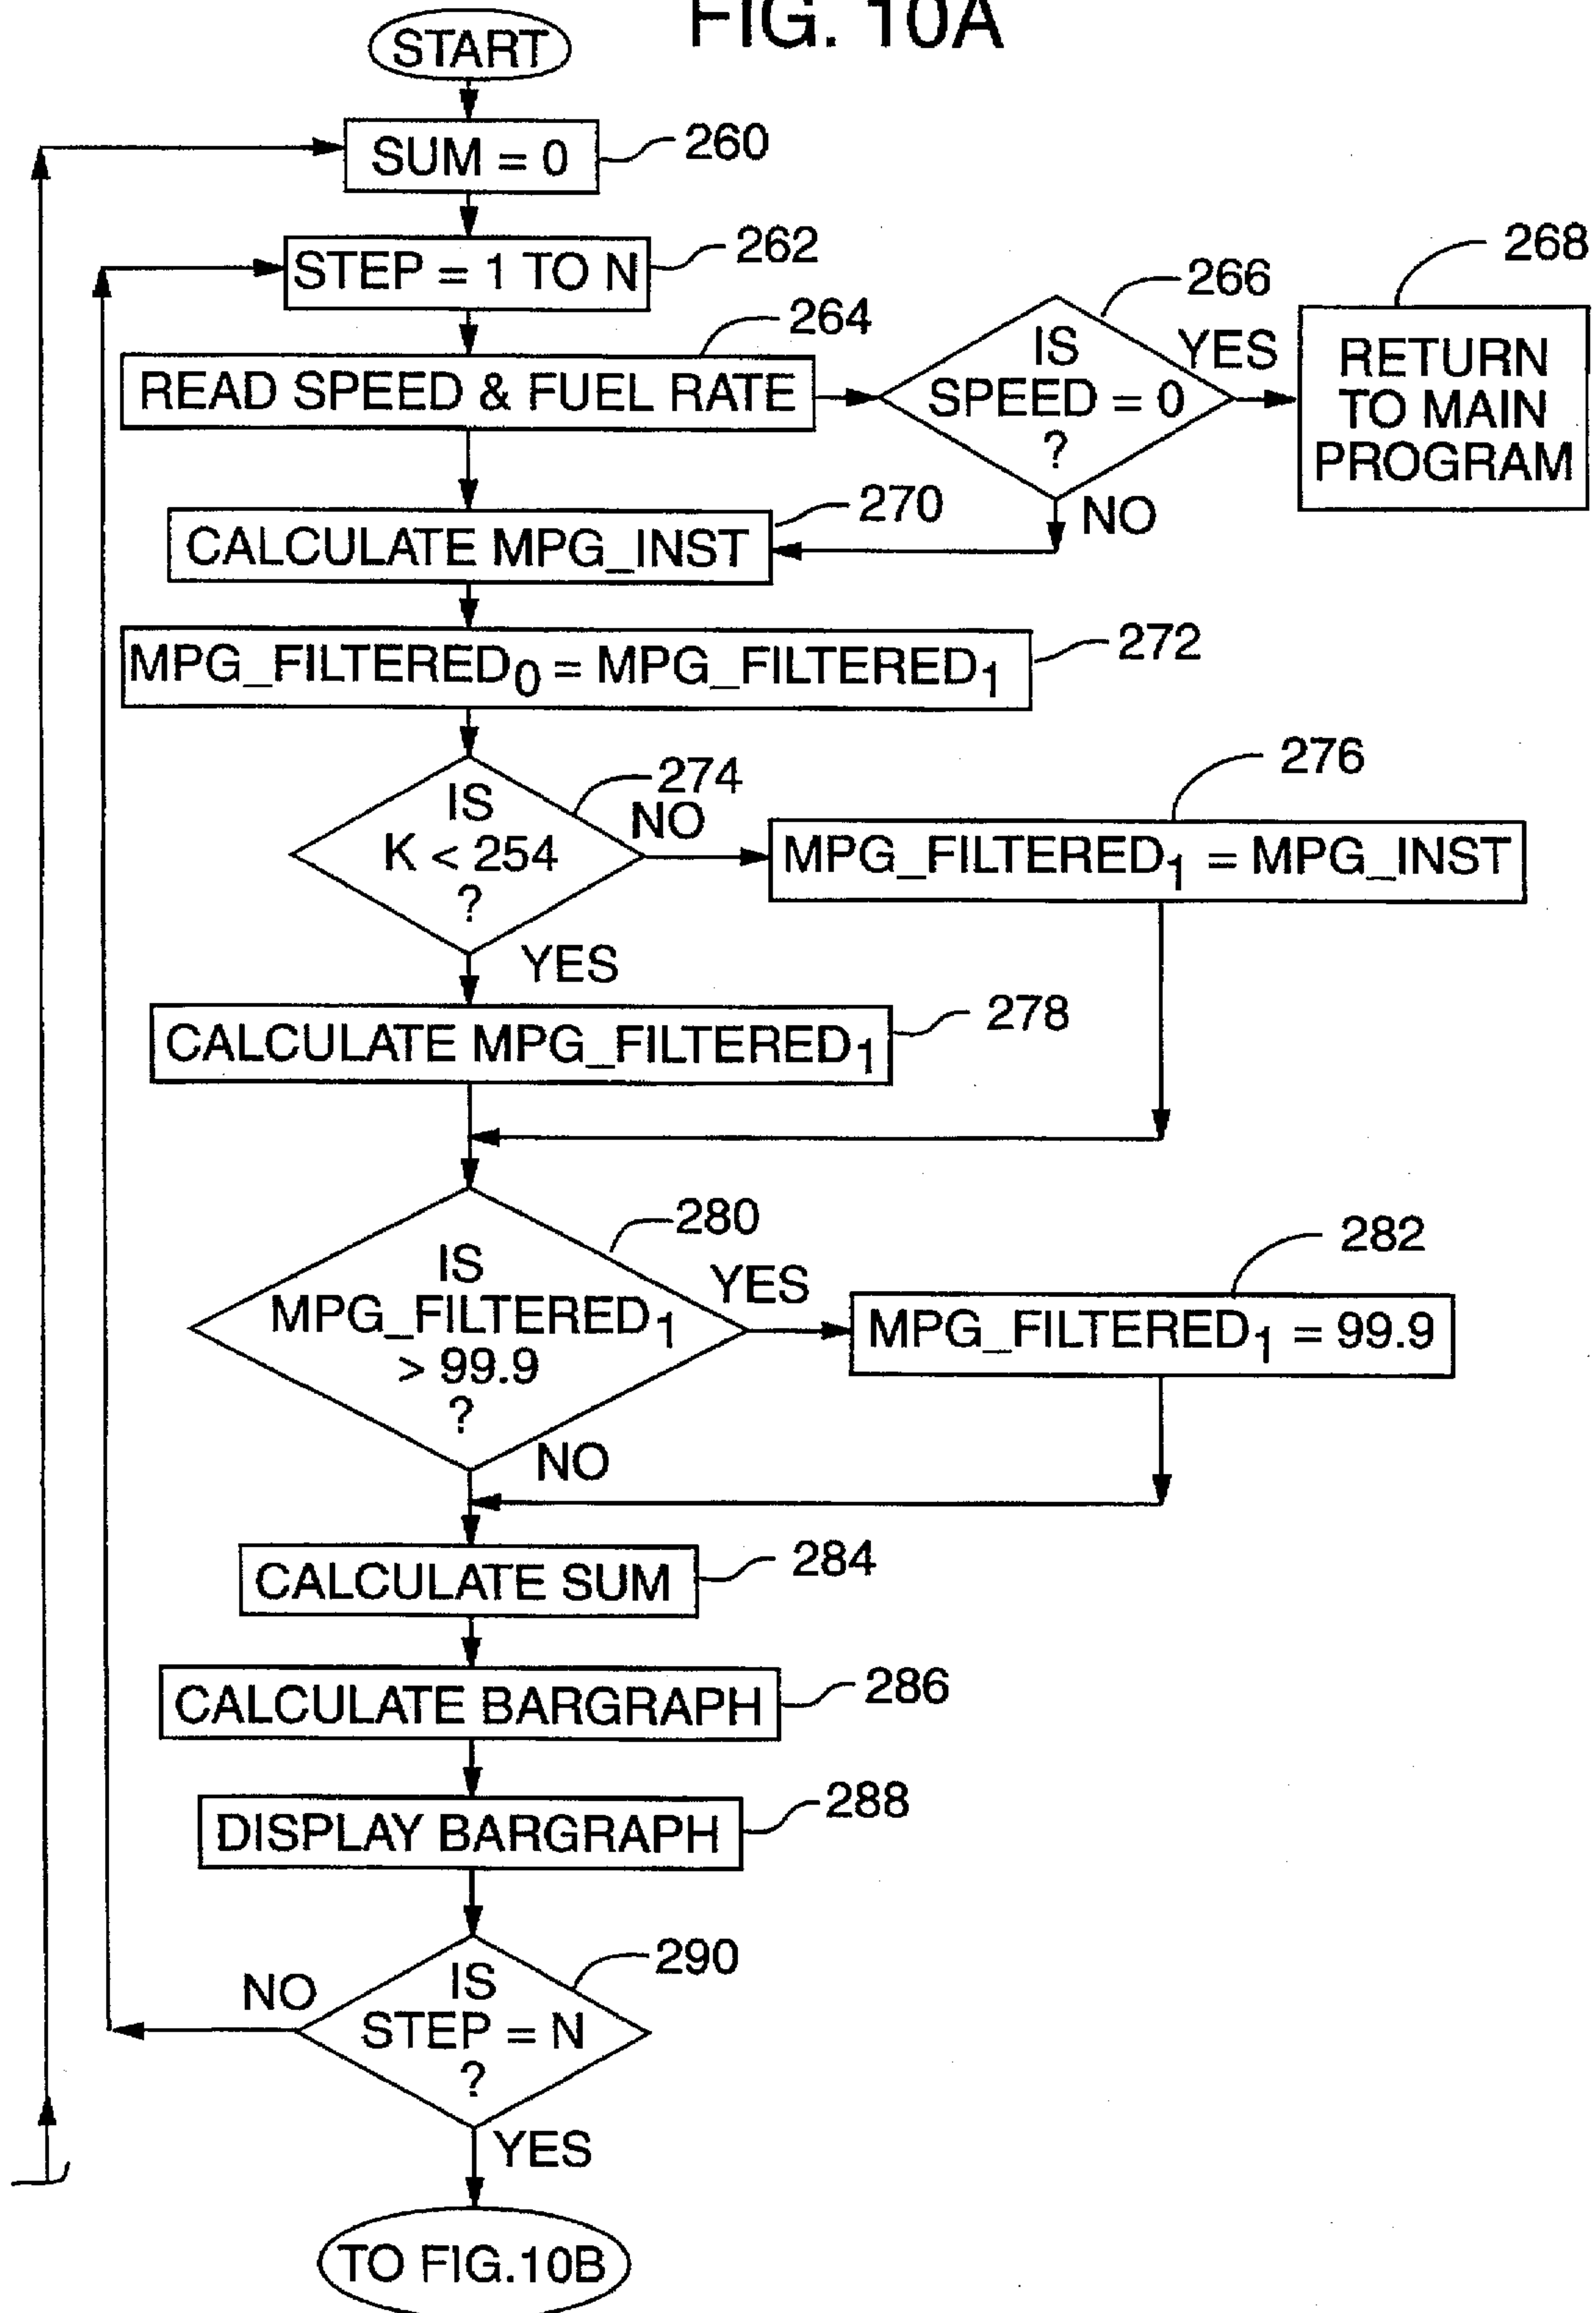 FIG. 10A
START
SUM = 0
260
STEP = 1 TO N
262
READ SPEED & FUEL RATE
264
IS
SPEED = 0
?
266
YES
NO
RETURN
TO MAIN
PROGRAM
268
CALCULATE MPG_INST
270
MPG_FILTERED₀ = MPG_FILTERED₁
272
IS
K < 254
?
274
NO
YES
MPG_FILTERED₁ = MPG_INST
276
CALCULATE MPG_FILTERED₁
278
IS
MPG_FILTERED₁
> 99.9
?
280
YES
NO
MPG_FILTERED₁ = 99.9
282
CALCULATE SUM
284
CALCULATE BARGRAPH
286
DISPLAY BARGRAPH
288
IS
STEP = N
?
290
NO
YES
TO FIG.10B